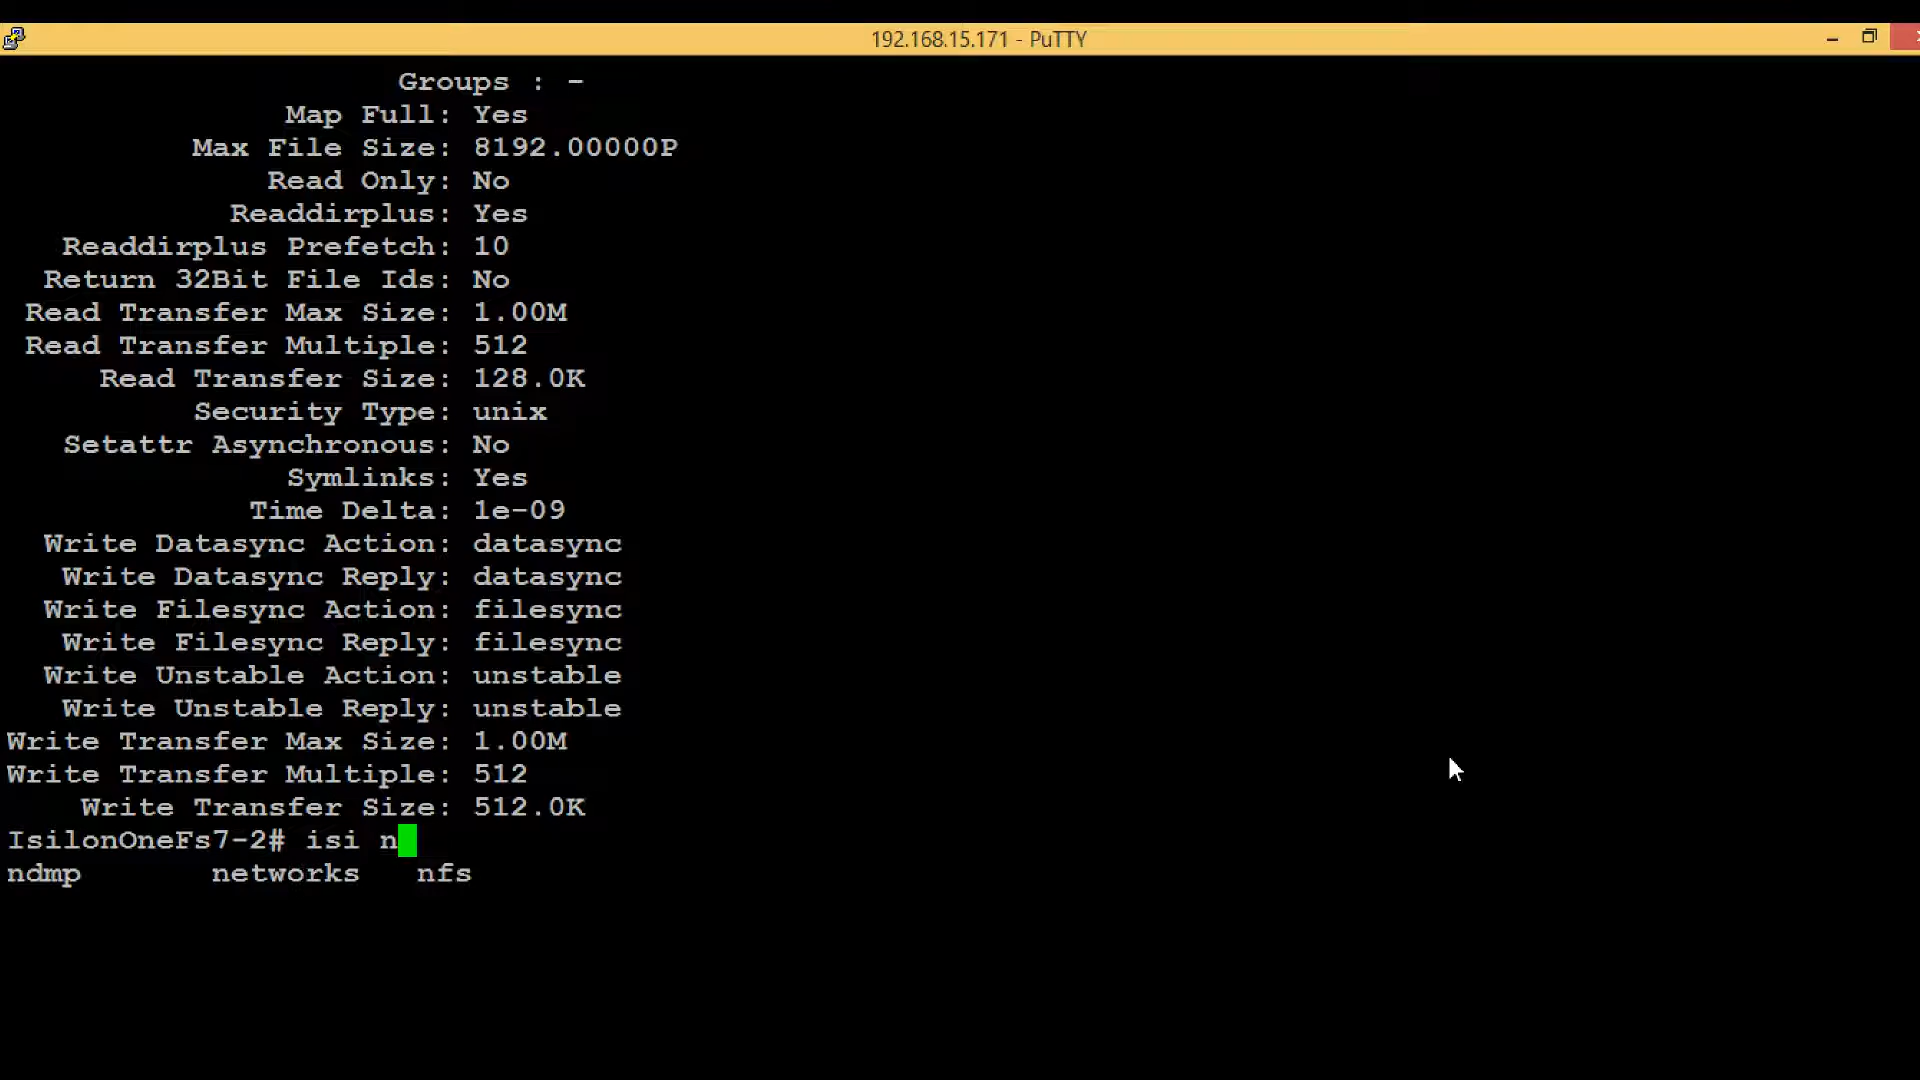 192.168.15.171 - PuTTY
Groups : -
Map Full: Yes
Max File Size: 8192.00000P
Read Only: No
Readdirplus: Yes
Readdirplus Prefetch: 10
Return 32Bit File Ids: No
Read Transfer Max Size: 1.00M
Read Transfer Multiple: 512
Read Transfer Size: 128.0K
Security Type: unix
Setattr Asynchronous: No
Symlinks: Yes
Time Delta: 1e-09
Write Datasync Action: datasync
Write Datasync Reply: datasync
Write Filesync Action: filesync
Write Filesync Reply: filesync
Write Unstable Action: unstable
Write Unstable Reply: unstable
Write Transfer Max Size: 1.00M
Write Transfer Multiple: 512
Write Transfer Size: 512.0K
IsilonOneFs7-2# isi n
ndmp networks nfs